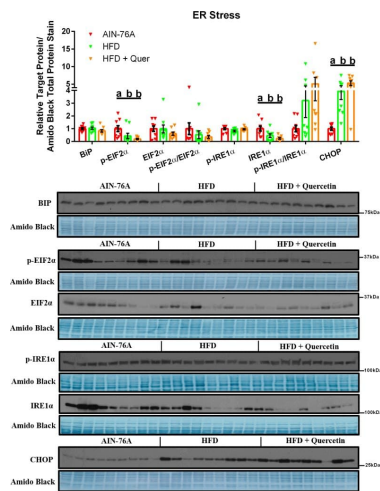 ER Stress
AIN-76A
HFD
HFD + Quer
Relative Target Protein/
Amido Black Total Protein Stain
20
15
10
5
4
3
2
1
0
a b b
a b b
a b b
BiP
p-EIF2α
EIF2α
p-EIF2α/EIF2α
p-IRE1α
IRE1α
p-IRE1α/IRE1α
CHOP
AIN-76A HFD HFD + Quercetin
BIP
75kDa
Amido Black
AIN-76A HFD HFD + Quercetin
p-EIF2α
37kDa
Amido Black
EIF2α
37kDa
Amido Black
AIN-76A HFD HFD + Quercetin
p-IRE1α
100kDa
Amido Black
IRE1α
100kDa
Amido Black
AIN-76A HFD HFD + Quercetin
CHOP
25kDa
Amido Black